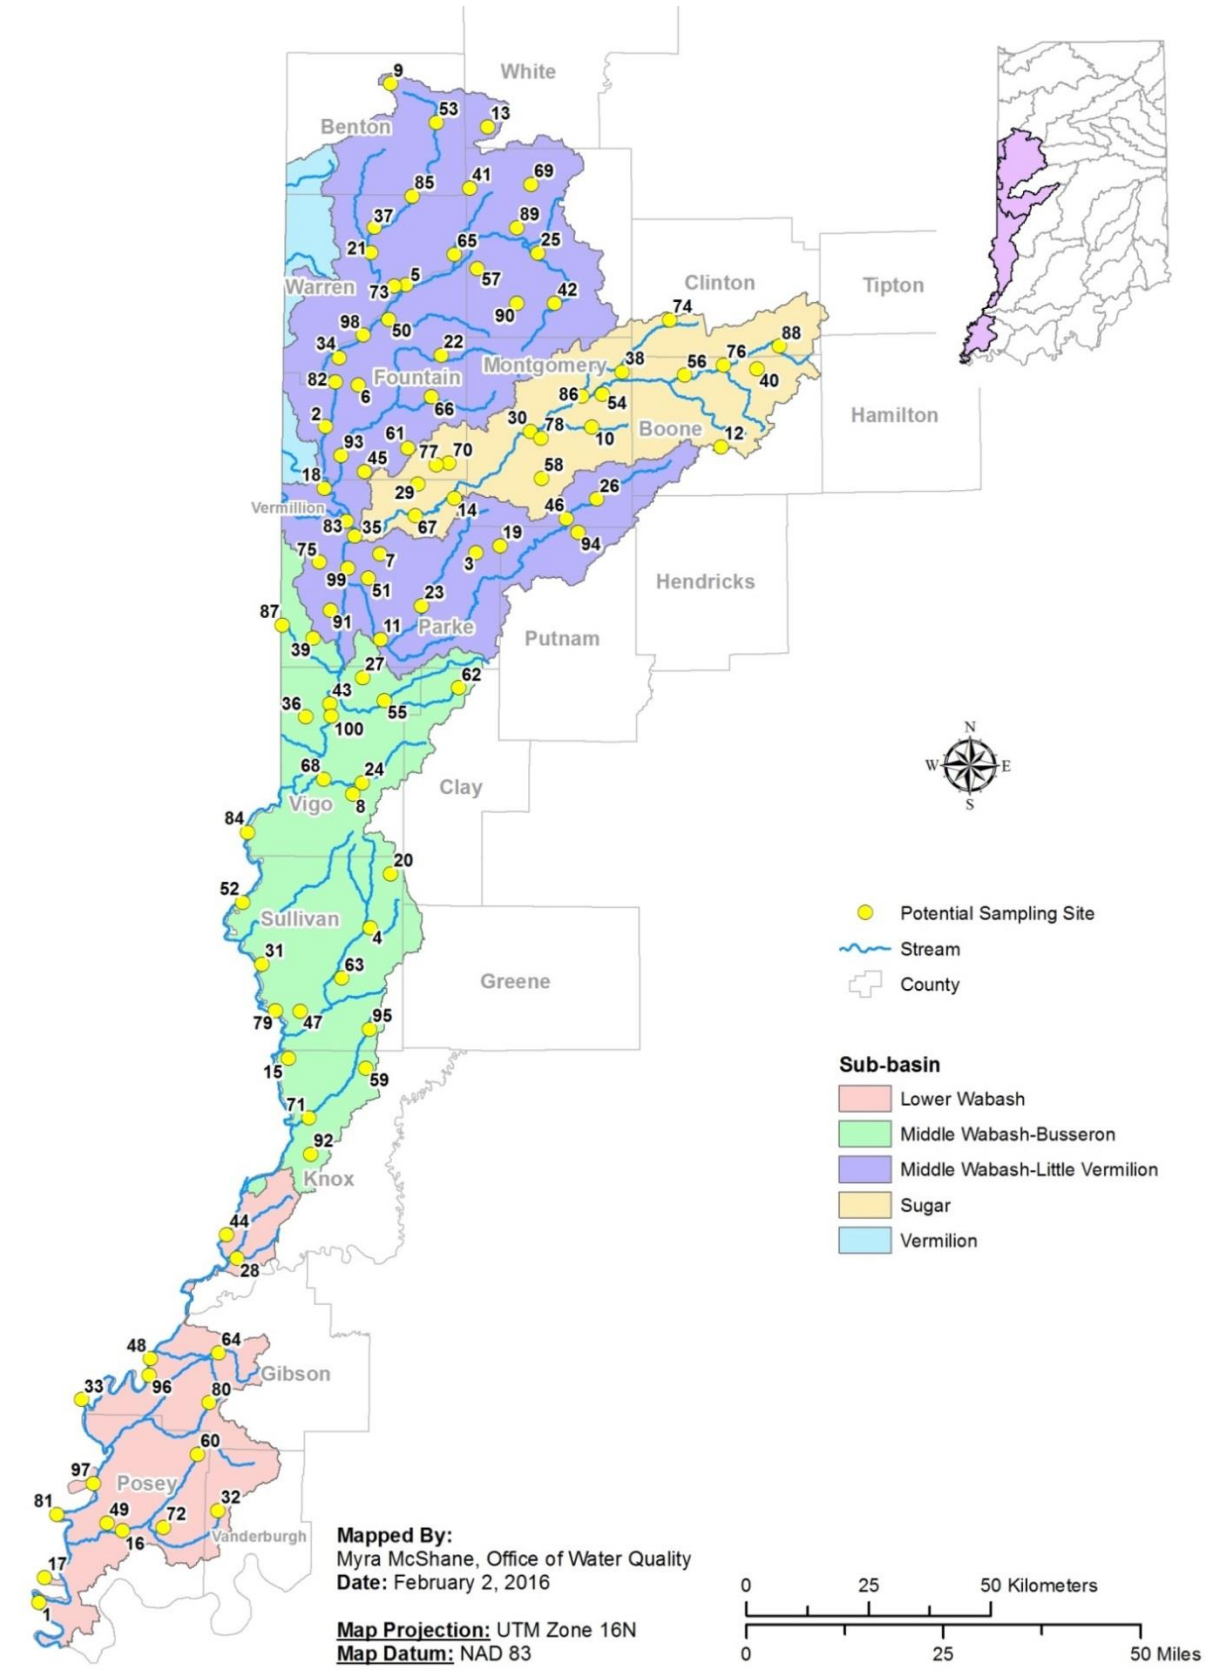 9
White
53
13
Benton
69
41
85
89
37
25
65
21
5
57
Clinton
Tipton
Warren
73
42
74
90
50
98
88
34
22
76
Montgomery
38
56
Fountain
82
6
40
86
54
66
Hamilton
2
30
78
Boone
12
61
10
93
77
70
45
58
18
29
26
Vermillion
14
46
83
35
67
19
94
75
7
3
99
51
Hendricks
23
87
91
11
Parke
Putnam
39
27
62
43
36
55
100
N
W
E
S
68
24
Clay
Vigo
8
84
20
52
Potential Sampling Site
Sullivan
4
Stream
31
63
Greene
County
95
79
47
Sub-basin
15
59
Lower Wabash
71
Middle Wabash-Busseron
92
Middle Wabash-Little Vermilion
Knox
Sugar
44
Vermilion
28
48
64
Gibson
33
96
80
60
97
Posey
81
32
49
72
16
Vanderburgh
Mapped By:
Myra McShane, Office of Water Quality
Date: February 2, 2016
17
1
0 25 50 Kilometers
Map Projection: UTM Zone 16N
Map Datum: NAD 83
0 25 50 Miles